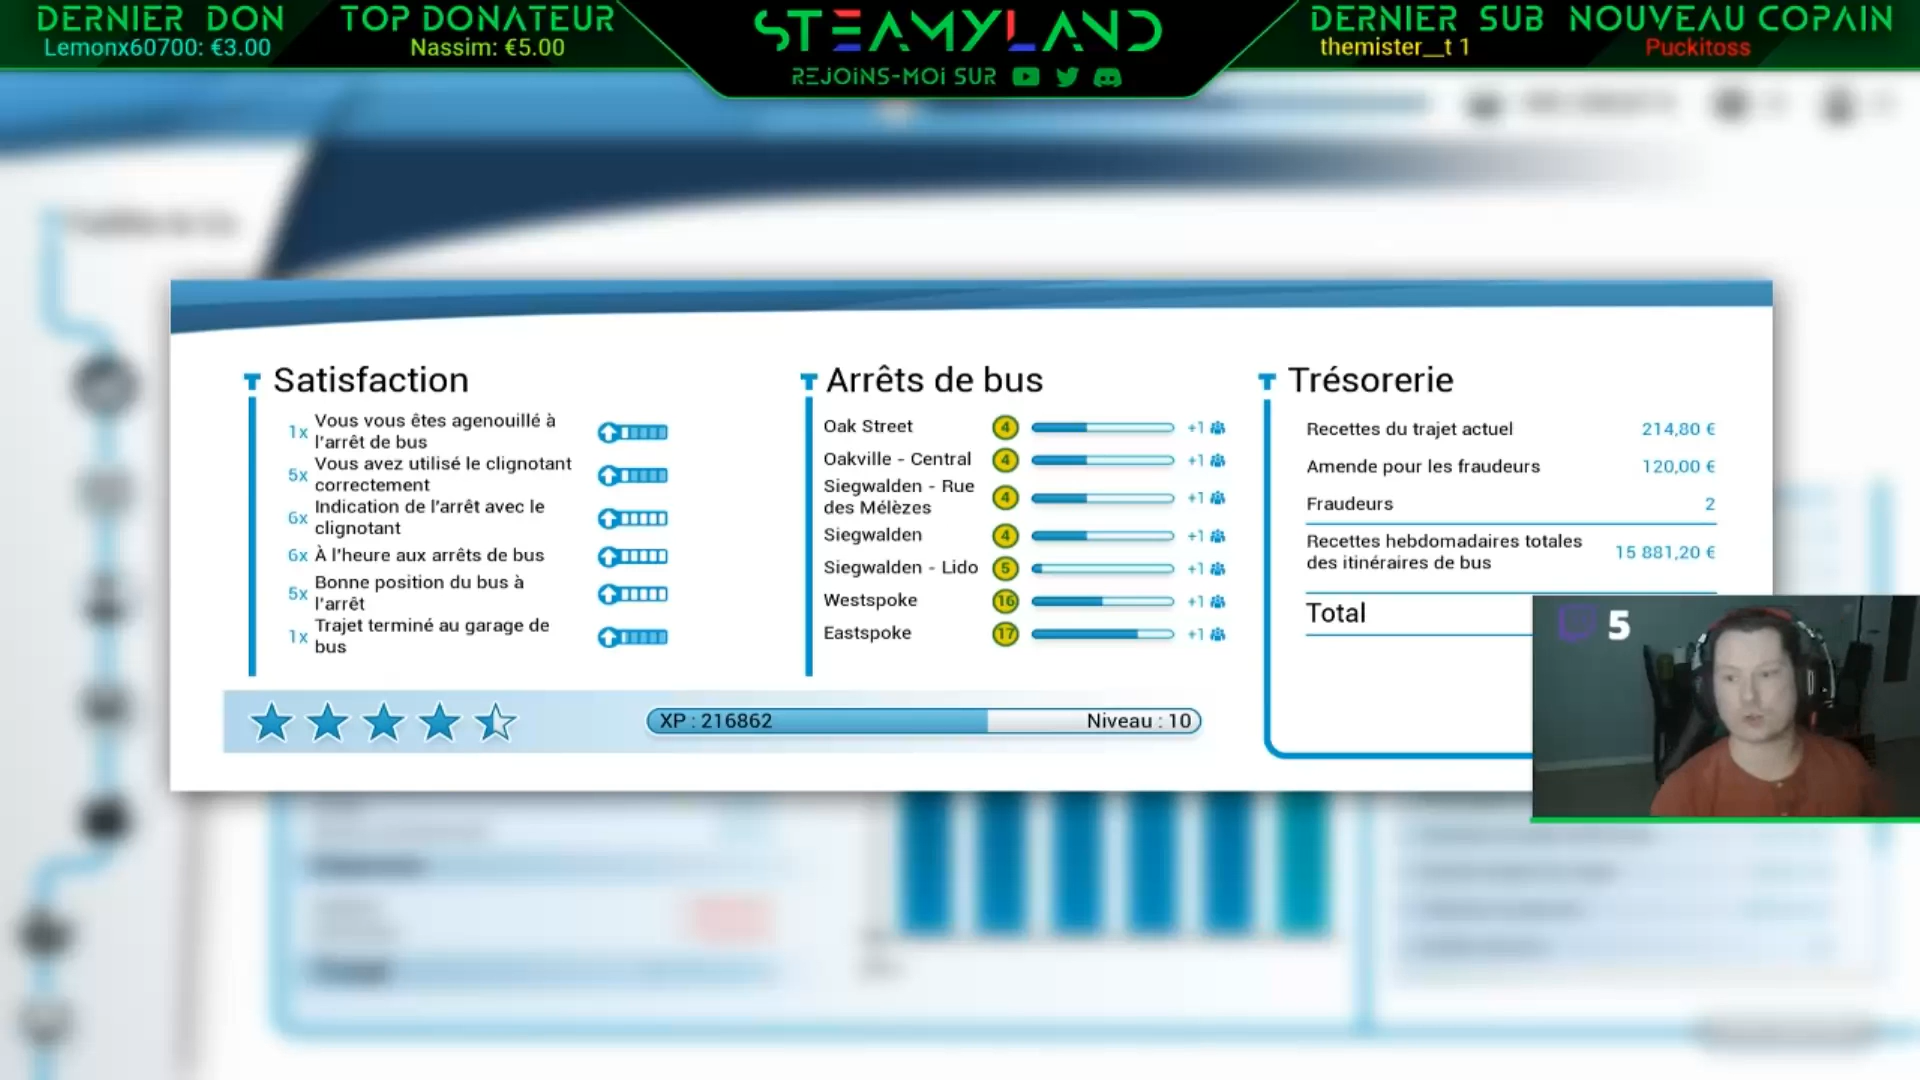 DERNIER DON
Lemonx60700: €3.00
TOP DONATEUR
Nassim: €5.00
STEAMYLAND
REJOINS-MOI SUR
DERNIER SUB
themister__t 1
NOUVEAU COPAIN
Puckitoss
Satisfaction
1x Vous vous êtes agenouillé à
l'arrêt de bus
5x Vous avez utilisé le clignotant
correctement
6x Indication de l'arrêt avec le
clignotant
6x À l'heure aux arrêts de bus
5x Bonne position du bus à
l'arrêt
1x Trajet terminé au garage de
bus
Arrêts de bus
Oak Street 4 +1
Oakville - Central 4 +1
Siegwalden - Rue
des Mélèzes 4 +1
Siegwalden 4 +1
Siegwalden - Lido 5 +1
Westspoke 16 +1
Eastspoke 17 +1
Trésorerie
Recettes du trajet actuel 214,80 €
Amende pour les fraudeurs 120,00 €
Fraudeurs 2
Recettes hebdomadaires totales
des itinéraires de bus 15 881,20 €
Total
5
XP : 216862 Niveau : 10